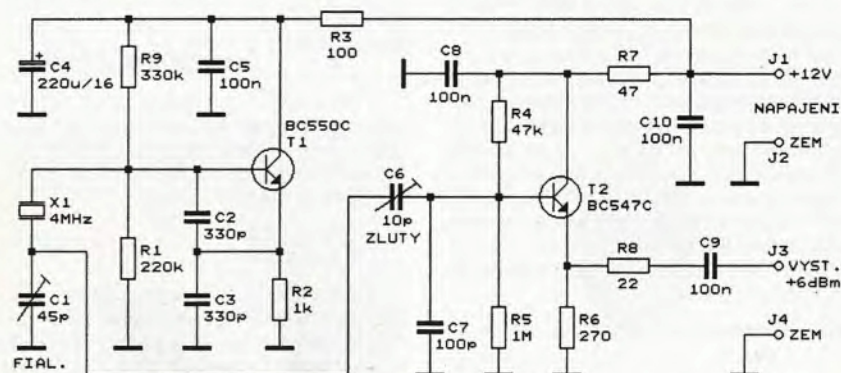 C4
220u/16
R9
330k
C5
100n
R3
100
C8
100n
R7
47
J1
+12V
R4
47k
C10
100n
NAPAJENI
ZEM
J2
BC550C
T1
X1
4MHz
C2
330p
C6
10p
ZLUTY
T2
BC547C
R1
220k
R8
22
C9
100n
J3
VYST.
+6dBm
C1
45p
C3
330p
R2
1k
C7
100p
R5
1M
R6
270
J4
ZEM
FIAL.